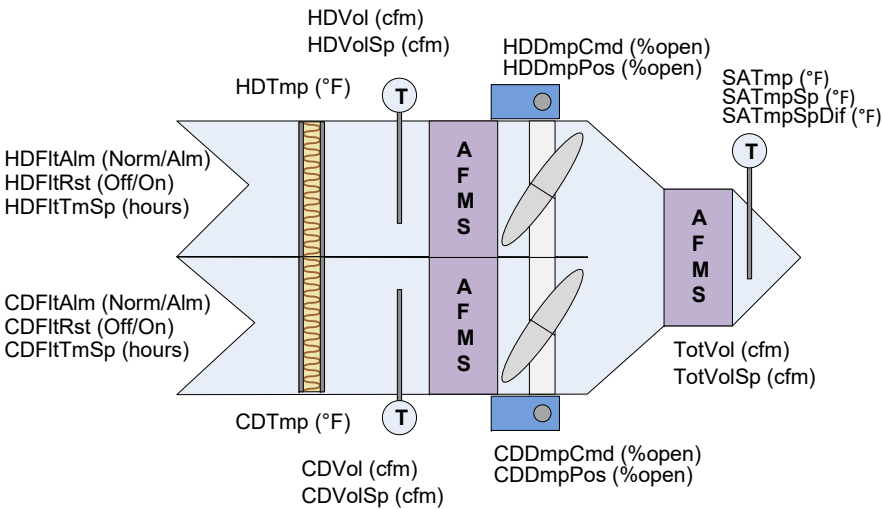 HDVol (cfm)
HDVolSp (cfm)
HDDmpCmd (%open)
HDDmpPos (%open)
SATmp (°F)
SATmpSp (°F)
SATmpSpDif (°F)
HDTmp (°F)
T
T
HDFltAlm (Norm/Alm)
HDFltRst (Off/On)
HDFltTmSp (hours)
A
F
M
S
A
F
M
S
A
F
M
S
CDFltAlm (Norm/Alm)
CDFltRst (Off/On)
CDFltTmSp (hours)
TotVol (cfm)
TotVolSp (cfm)
CDTmp (°F)
T
CDDmpCmd (%open)
CDDmpPos (%open)
CDVol (cfm)
CDVolSp (cfm)